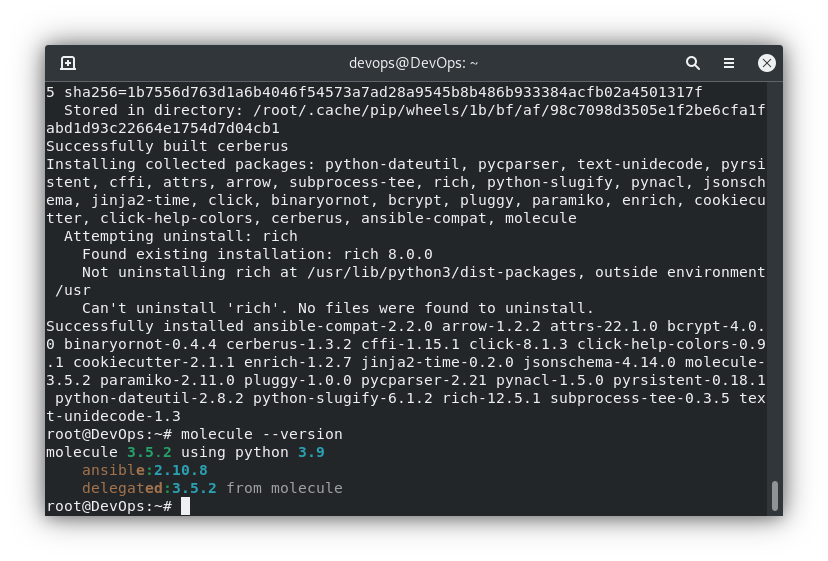 devops@DevOps: ~
5 sha256=1b7556d763d1a6b4046f54573a7ad28a9545b8b486b933384acfb02a4501317f
  Stored in directory: /root/.cache/pip/wheels/1b/bf/af/98c7098d3505e1f2be6cfa1f
abd1d93c22664e1754d7d04cb1
Successfully built cerberus
Installing collected packages: python-dateutil, pycparser, text-unidecode, pyrsi
stent, cffi, attrs, arrow, subprocess-tee, rich, python-slugify, pynacl, jsonsch
ema, jinja2-time, click, binaryornot, bcrypt, pluggy, paramiko, enrich, cookiecu
tter, click-help-colors, cerberus, ansible-compat, molecule
  Attempting uninstall: rich
    Found existing installation: rich 8.0.0
    Not uninstalling rich at /usr/lib/python3/dist-packages, outside environment
 /usr
    Can't uninstall 'rich'. No files were found to uninstall.
Successfully installed ansible-compat-2.2.0 arrow-1.2.2 attrs-22.1.0 bcrypt-4.0.
0 binaryornot-0.4.4 cerberus-1.3.2 cffi-1.15.1 click-8.1.3 click-help-colors-0.9
.1 cookiecutter-2.1.1 enrich-1.2.7 jinja2-time-0.2.0 jsonschema-4.14.0 molecule-
3.5.2 paramiko-2.11.0 pluggy-1.0.0 pycparser-2.21 pynacl-1.5.0 pyrsistent-0.18.1
 python-dateutil-2.8.2 python-slugify-6.1.2 rich-12.5.1 subprocess-tee-0.3.5 tex
t-unidecode-1.3
root@DevOps:~# molecule --version
molecule 3.5.2 using python 3.9
    ansible:2.10.8
    delegated:3.5.2 from molecule
root@DevOps:~#